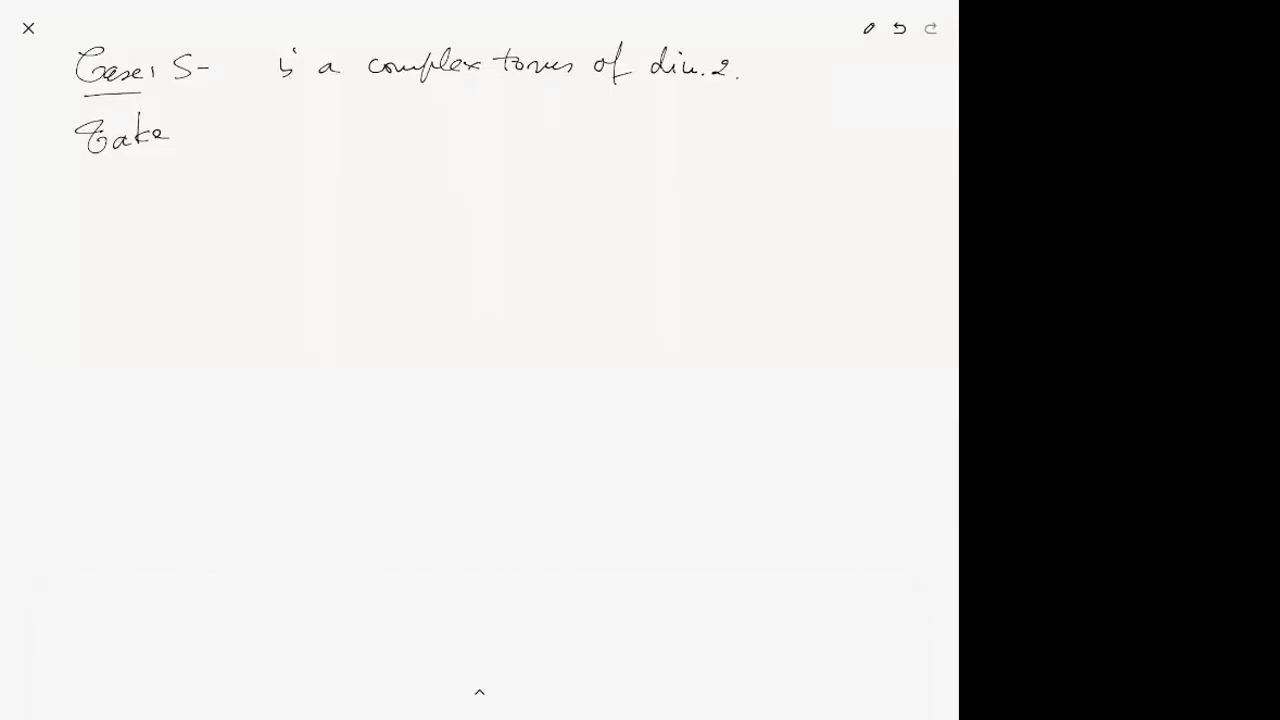 Case: S- is a complex torus of dim. 2.
Take